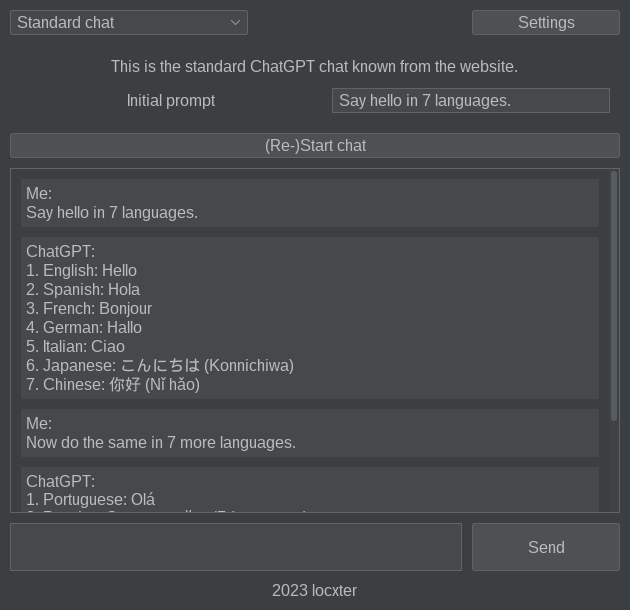 Standard chat
Settings
This is the standard ChatGPT chat known from the website.
Initial prompt
Say hello in 7 languages.
(Re-)Start chat
Me:
Say hello in 7 languages.
ChatGPT:
1. English: Hello
2. Spanish: Hola
3. French: Bonjour
4. German: Hallo
5. Italian: Ciao
6. Japanese: こんにちは (Konnichiwa)
7. Chinese: 你好 (Nǐ hǎo)
Me:
Now do the same in 7 more languages.
ChatGPT:
1. Portuguese: Olá
Send
2023 locxter